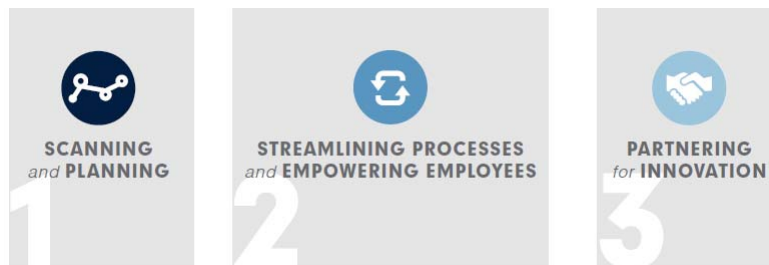 SCANNING
and PLANNING
1
STREAMLINING PROCESSES
and EMPOWERING EMPLOYEES
2
PARTNERING
for INNOVATION
3